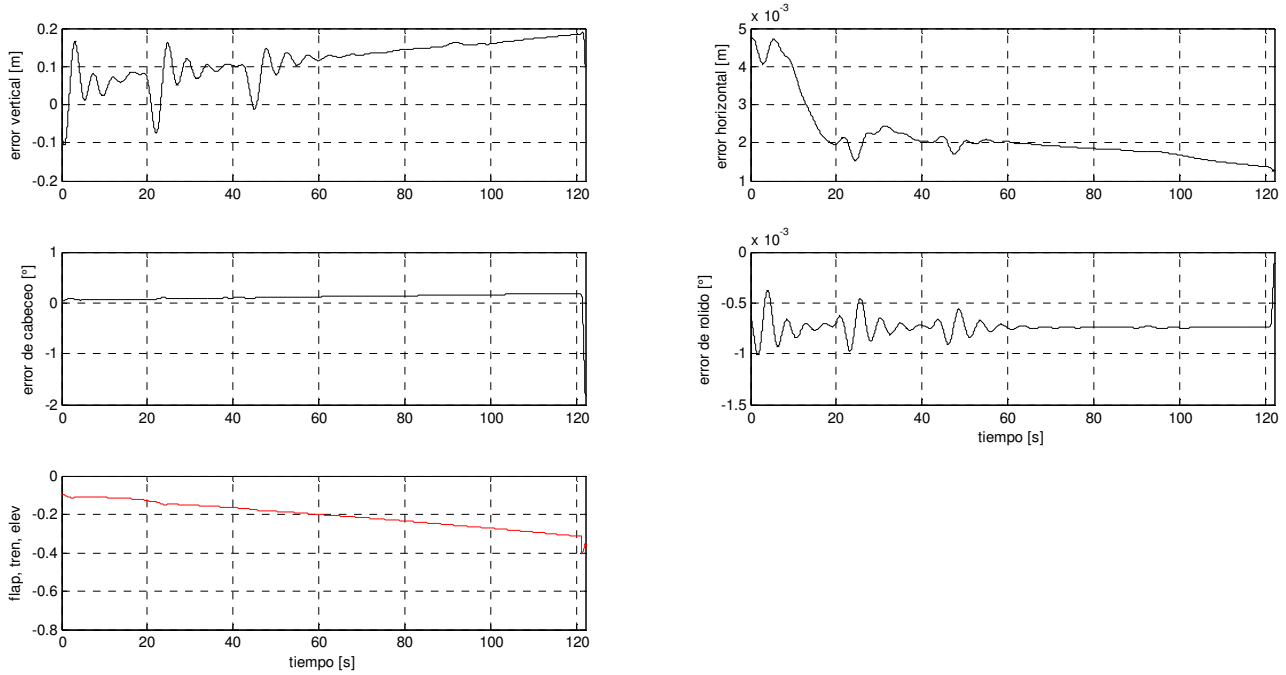 0.2
0.1
0
-0.1
-0.2
error vertical [m]
0 20 40 60 80 100 120
x 10⁻³
5
4
3
2
1
error horizontal [m]
0 20 40 60 80 100 120
1
0
-1
-2
error de cabeceo [°]
0 20 40 60 80 100 120
x 10⁻³
0
-0.5
-1
-1.5
error de rolido [°]
0 20 40 60 80 100 120
tiempo [s]
0
-0.2
-0.4
-0.6
-0.8
flap, tren, elev
0 20 40 60 80 100 120
tiempo [s]